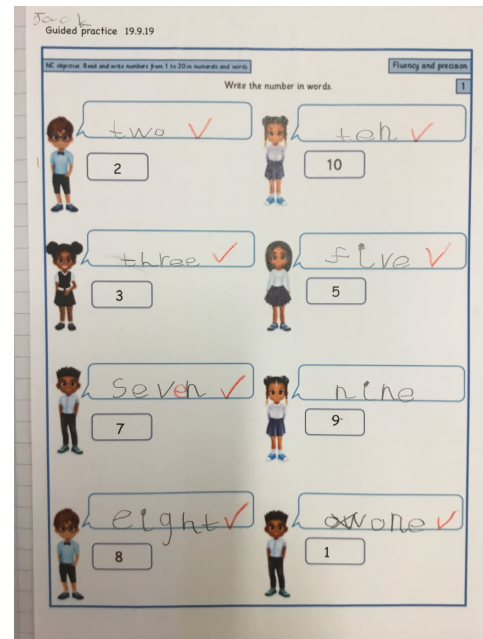 Jack
Guided practice 19.9.19
NC objective Read and write numbers from 1 to 20 in numerals and words
Fluency and precision
Write the number in words.
1
two
ten
2
10
three
five
3
5
seven
nine
7
9
eight
one
8
1